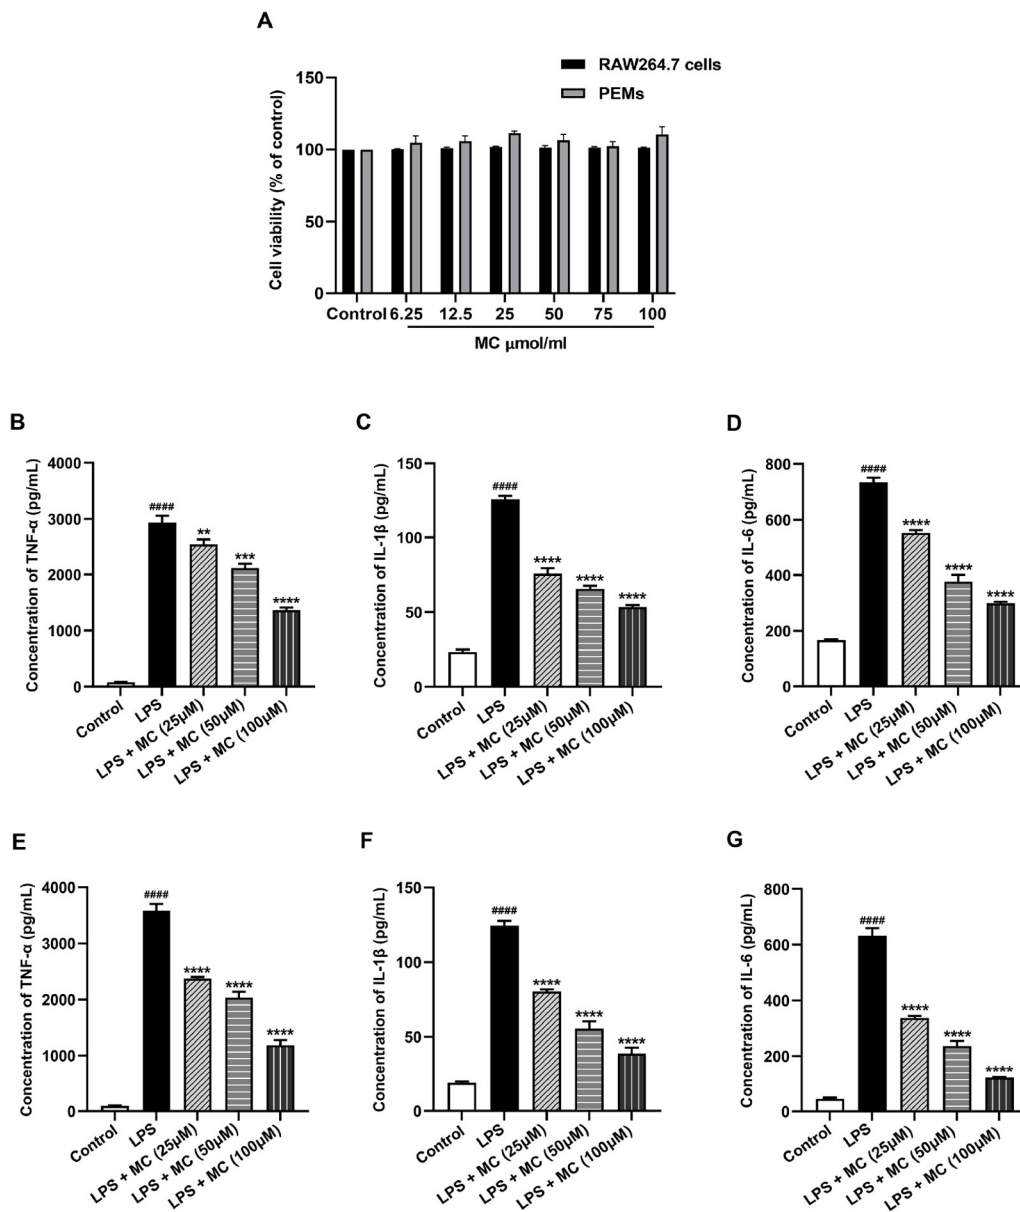 A
RAW264.7 cells
PEMs
Cell viability (% of control)
150
100
50
0
Control 6.25 12.5 25 50 75 100
MC μmol/ml
B
Concentration of TNF-α (pg/mL)
4000
3000
2000
1000
0
####
**
***
****
Control
LPS
LPS + MC (25μM)
LPS + MC (50μM)
LPS + MC (100μM)
C
Concentration of IL-1β (pg/mL)
150
100
50
0
####
****
****
****
Control
LPS
LPS + MC (25μM)
LPS + MC (50μM)
LPS + MC (100μM)
D
Concentration of IL-6 (pg/mL)
800
600
400
200
0
####
****
****
****
Control
LPS
LPS + MC (25μM)
LPS + MC (50μM)
LPS + MC (100μM)
E
Concentration of TNF-α (pg/mL)
4000
3000
2000
1000
0
####
****
****
****
Control
LPS
LPS + MC (25μM)
LPS + MC (50μM)
LPS + MC (100μM)
F
Concentration of IL-1β (pg/mL)
150
100
50
0
####
****
****
****
Control
LPS
LPS + MC (25μM)
LPS + MC (50μM)
LPS + MC (100μM)
G
Concentration of IL-6 (pg/mL)
800
600
400
200
0
####
****
****
****
Control
LPS
LPS + MC (25μM)
LPS + MC (50μM)
LPS + MC (100μM)